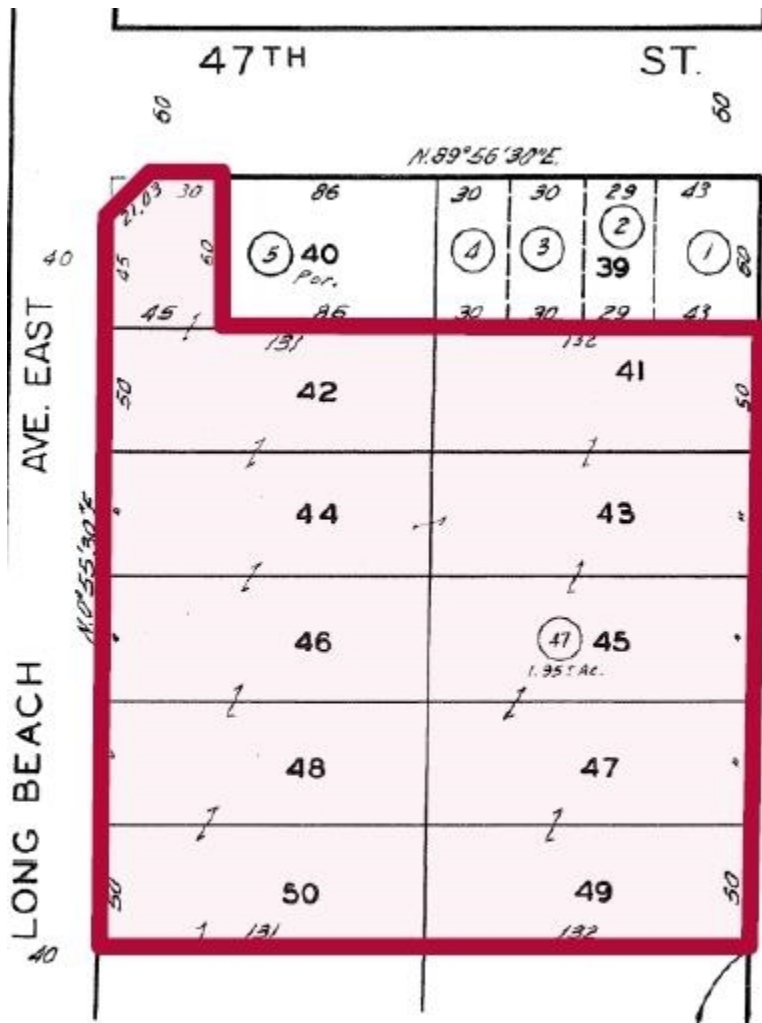 47TH ST.
60 60
N.89°56'30"E.
21.03 30 86 30 30 29 43
40 45 60 5 40 4 3 2 1 60
Por. 39
45 86 30 30 29 43
131 132
AVE. EAST
50 42 41 50
44 43
N.0°55'30"E
46 47 45
1.95± Ac.
LONG BEACH
48 47
50 50 49 50
131 132
40